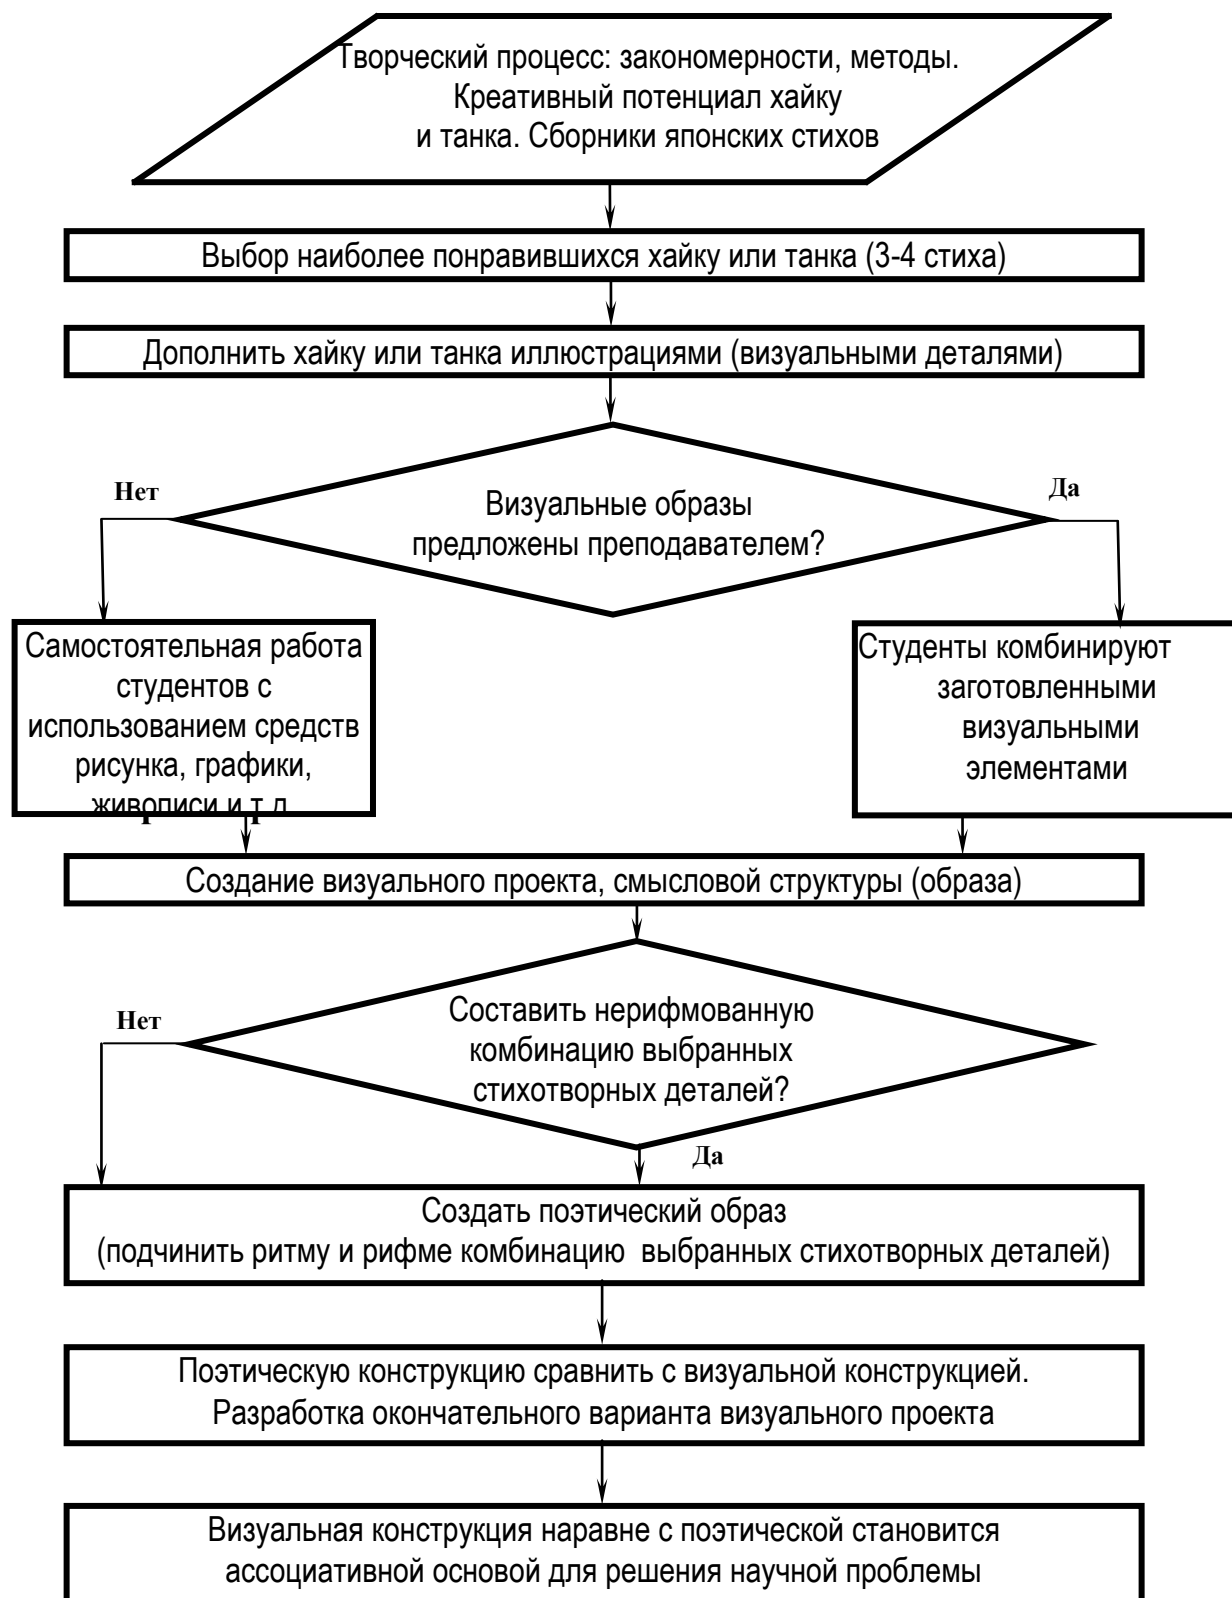 Творческий процесс: закономерности, методы.
Креативный потенциал хайку
и танка. Сборники японских стихов
Выбор наиболее понравившихся хайку или танка (3-4 стиха)
Дополнить хайку или танка иллюстрациями (визуальными деталями)
Нет
Да
Визуальные образы
предложены преподавателем?
Самостоятельная работа
студентов с
использованием средств
рисунка, графики,
живописи и т.д.
Студенты комбинируют
заготовленными
визуальными
элементами
Создание визуального проекта, смысловой структуры (образа)
Нет
Составить нерифмованную
комбинацию выбранных
стихотворных деталей?
Да
Создать поэтический образ
(подчинить ритму и рифме комбинацию выбранных стихотворных деталей)
Поэтическую конструкцию сравнить с визуальной конструкцией.
Разработка окончательного варианта визуального проекта
Визуальная конструкция наравне с поэтической становится
ассоциативной основой для решения научной проблемы